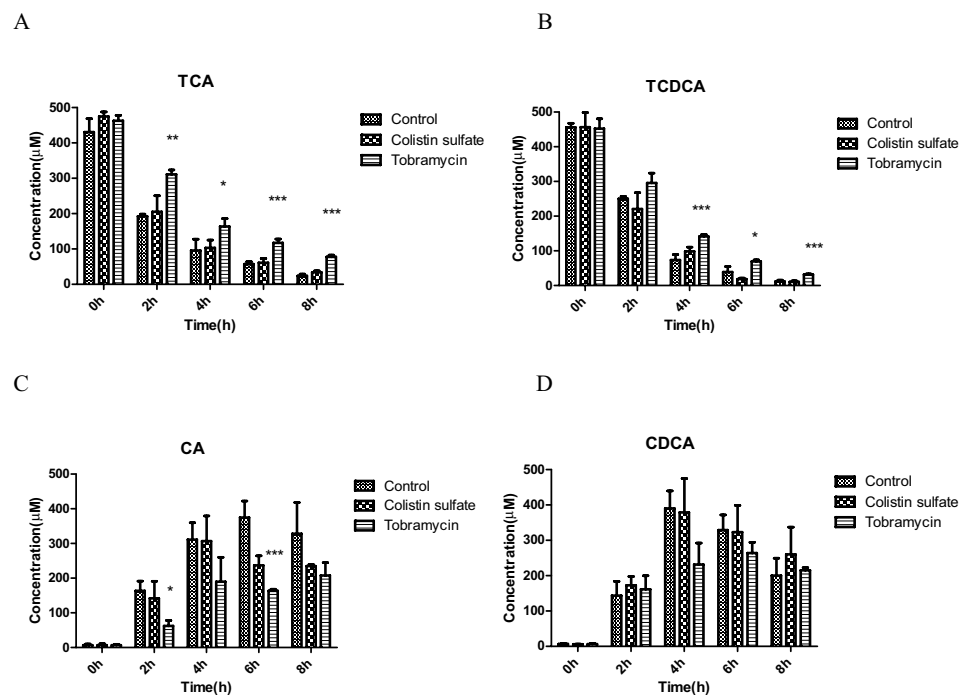 A
B
TCA
500
400
300
200
100
0
Concentration(μM)
**
*
***
***
0h
2h
4h
6h
8h
Time(h)
Control
Colistin sulfate
Tobramycin
TCDCA
500
400
300
200
100
0
Concentration(μM)
***
*
***
0h
2h
4h
6h
8h
Time(h)
Control
Colistin sulfate
Tobramycin
C
D
CA
500
400
300
200
100
0
Concentration(μM)
*
***
0h
2h
4h
6h
8h
Time(h)
Control
Colistin sulfate
Tobramycin
CDCA
500
400
300
200
100
0
Concentration(μM)
0h
2h
4h
6h
8h
Time(h)
Control
Colistin sulfate
Tobramycin